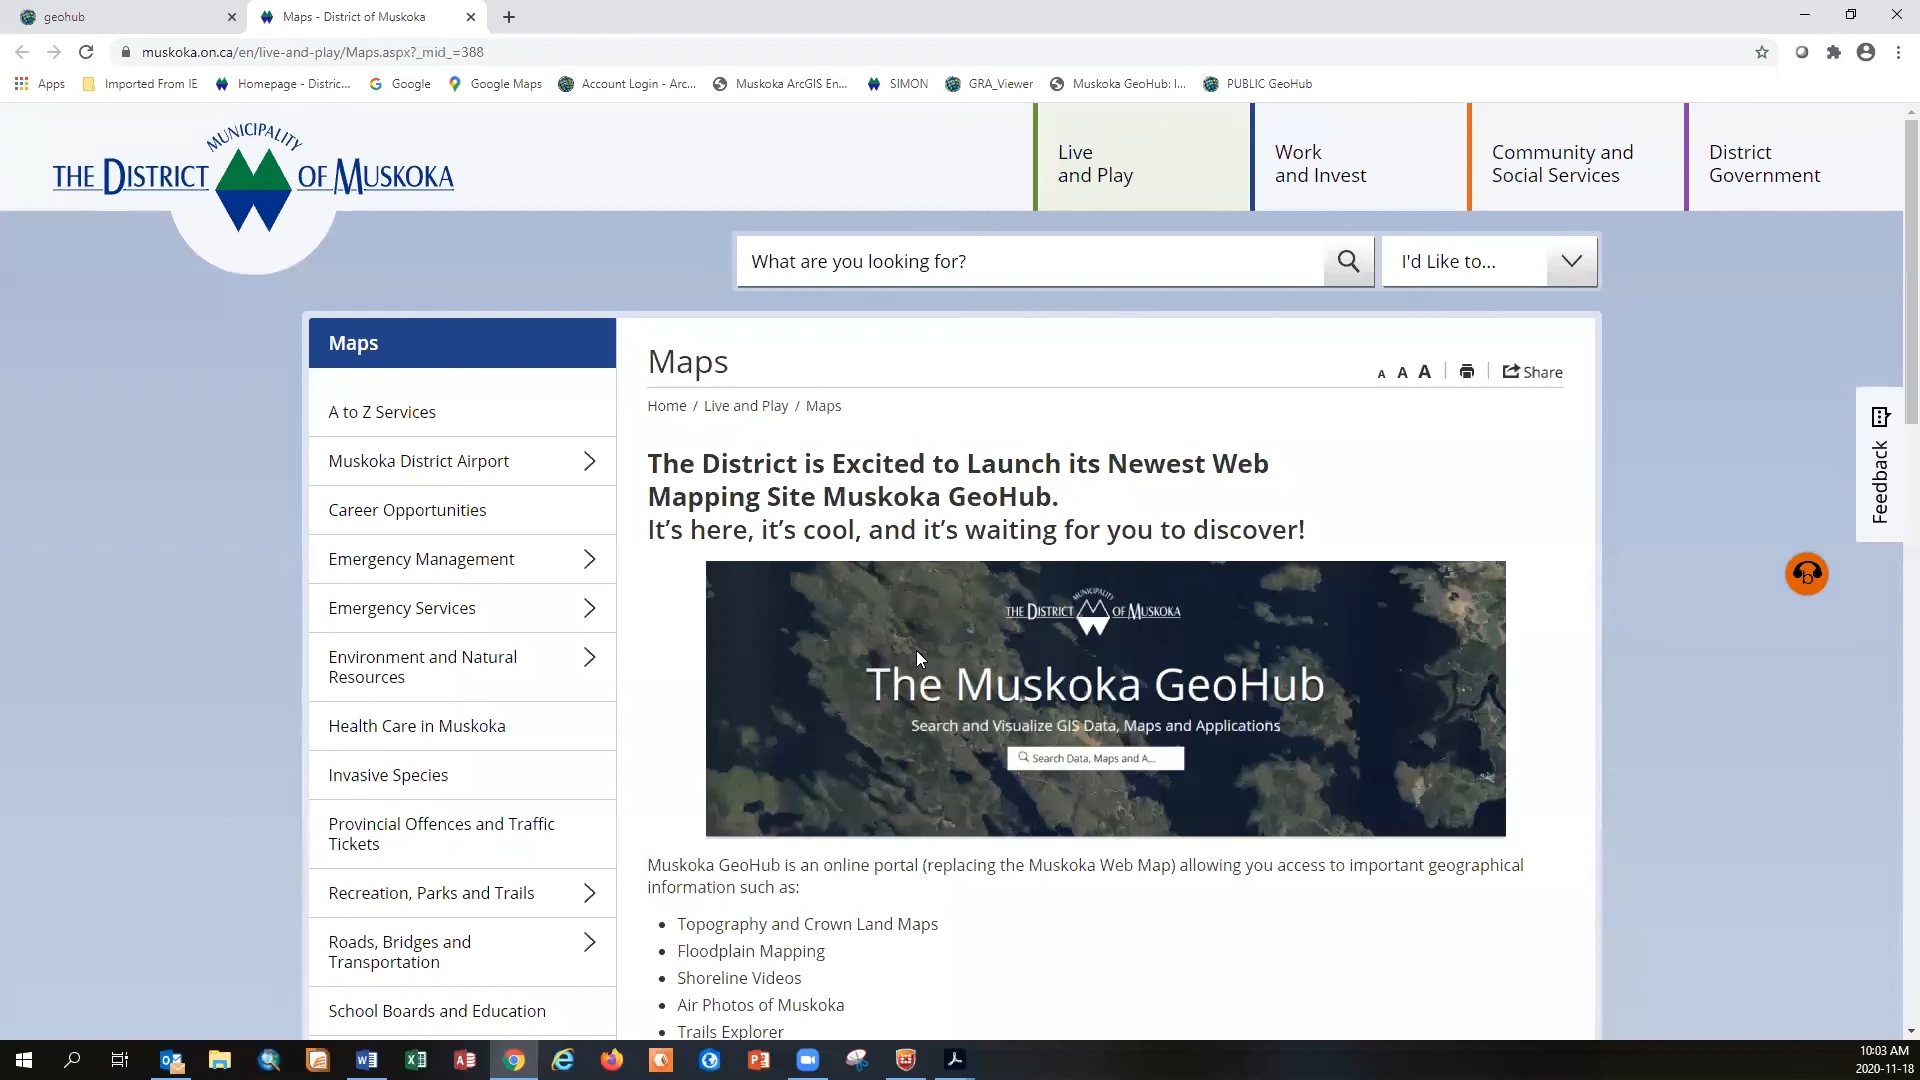 geohub
Maps - District of Muskoka
muskoka.on.ca/en/live-and-play/Maps.aspx?_mid_=388
Apps
Imported From IE
Homepage - Distric...
Google
Google Maps
Account Login - Arc...
Muskoka ArcGIS En...
SIMON
GRA_Viewer
Muskoka GeoHub: I...
PUBLIC GeoHub
MUNICIPALITY
THE DISTRICT OF MUSKOKA
Live
and Play
Work
and Invest
Community and
Social Services
District
Government
What are you looking for?
I'd Like to...
Maps
A to Z Services
Muskoka District Airport
Career Opportunities
Emergency Management
Emergency Services
Environment and Natural
Resources
Health Care in Muskoka
Invasive Species
Provincial Offences and Traffic
Tickets
Recreation, Parks and Trails
Roads, Bridges and
Transportation
School Boards and Education
Maps
A A A
Share
Home / Live and Play / Maps
The District is Excited to Launch its Newest Web
Mapping Site Muskoka GeoHub.
It’s here, it’s cool, and it’s waiting for you to discover!
MUNICIPALITY
THE DISTRICT OF MUSKOKA
The Muskoka GeoHub
Search and Visualize GIS Data, Maps and Applications
Search Data, Maps and A...
Muskoka GeoHub is an online portal (replacing the Muskoka Web Map) allowing you access to important geographical
information such as:
• Topography and Crown Land Maps
• Floodplain Mapping
• Shoreline Videos
• Air Photos of Muskoka
• Trails Explorer
Feedback
10:03 AM
2020-11-18